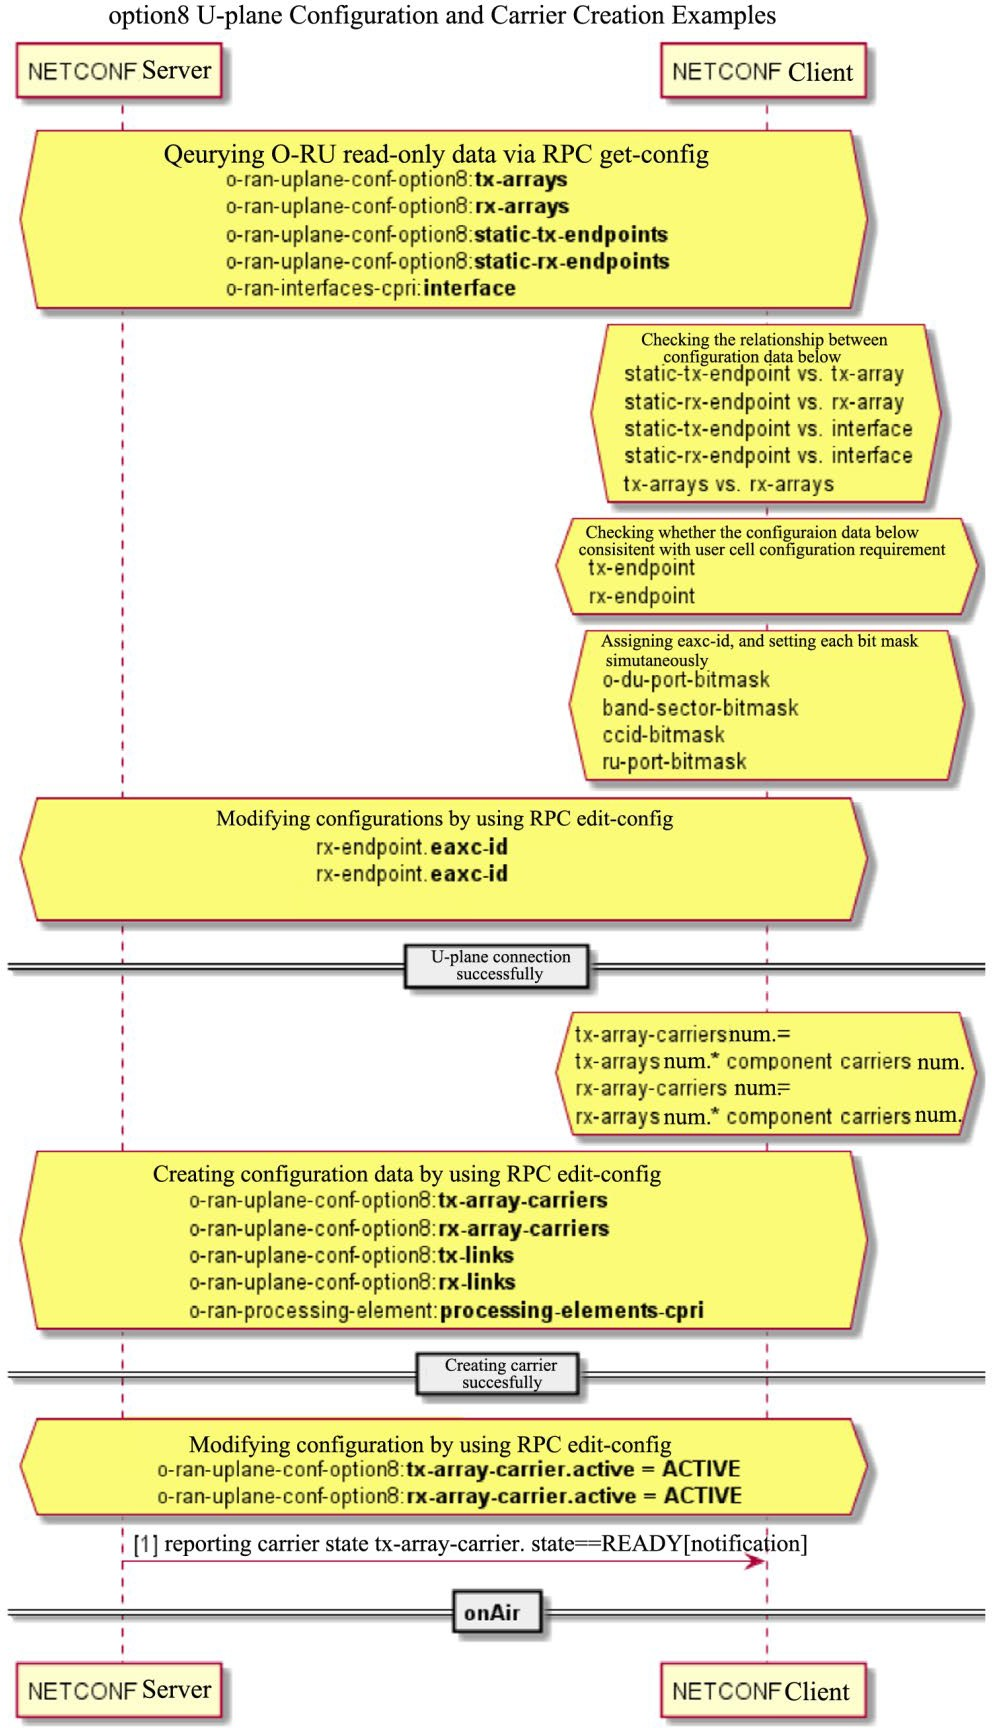 option8 U-plane Configuration and Carrier Creation Examples
NETCONF Server
NETCONF Client
Qeurying O-RU read-only data via RPC get-config
o-ran-uplane-conf-option8:tx-arrays
o-ran-uplane-conf-option8:rx-arrays
o-ran-uplane-conf-option8:static-tx-endpoints
o-ran-uplane-conf-option8:static-rx-endpoints
o-ran-interfaces-cpri:interface
Checking the relationship between
configuration data below
static-tx-endpoint vs. tx-array
static-rx-endpoint vs. rx-array
static-tx-endpoint vs. interface
static-rx-endpoint vs. interface
tx-arrays vs. rx-arrays
Checking whether the configuraion data below
consisitent with user cell configuration requirement
tx-endpoint
rx-endpoint
Assigning eaxc-id, and setting each bit mask
simutaneously
o-du-port-bitmask
band-sector-bitmask
ccid-bitmask
ru-port-bitmask
Modifying configurations by using RPC edit-config
rx-endpoint.eaxc-id
rx-endpoint.eaxc-id
U-plane connection
successfully
tx-array-carriersnum.=
tx-arrays num.* component carriers num.
rx-array-carriers num=
rx-arrays num.* component carriers num.
Creating configuration data by using RPC edit-config
o-ran-uplane-conf-option8:tx-array-carriers
o-ran-uplane-conf-option8:rx-array-carriers
o-ran-uplane-conf-option8:tx-links
o-ran-uplane-conf-option8:rx-links
o-ran-processing-element:processing-elements-cpri
Creating carrier
succesfully
Modifying configuration by using RPC edit-config
o-ran-uplane-conf-option8:tx-array-carrier.active = ACTIVE
o-ran-uplane-conf-option8:rx-array-carrier.active = ACTIVE
[1] reporting carrier state tx-array-carrier. state==READY[notification]
onAir
NETCONF Server
NETCONF Client